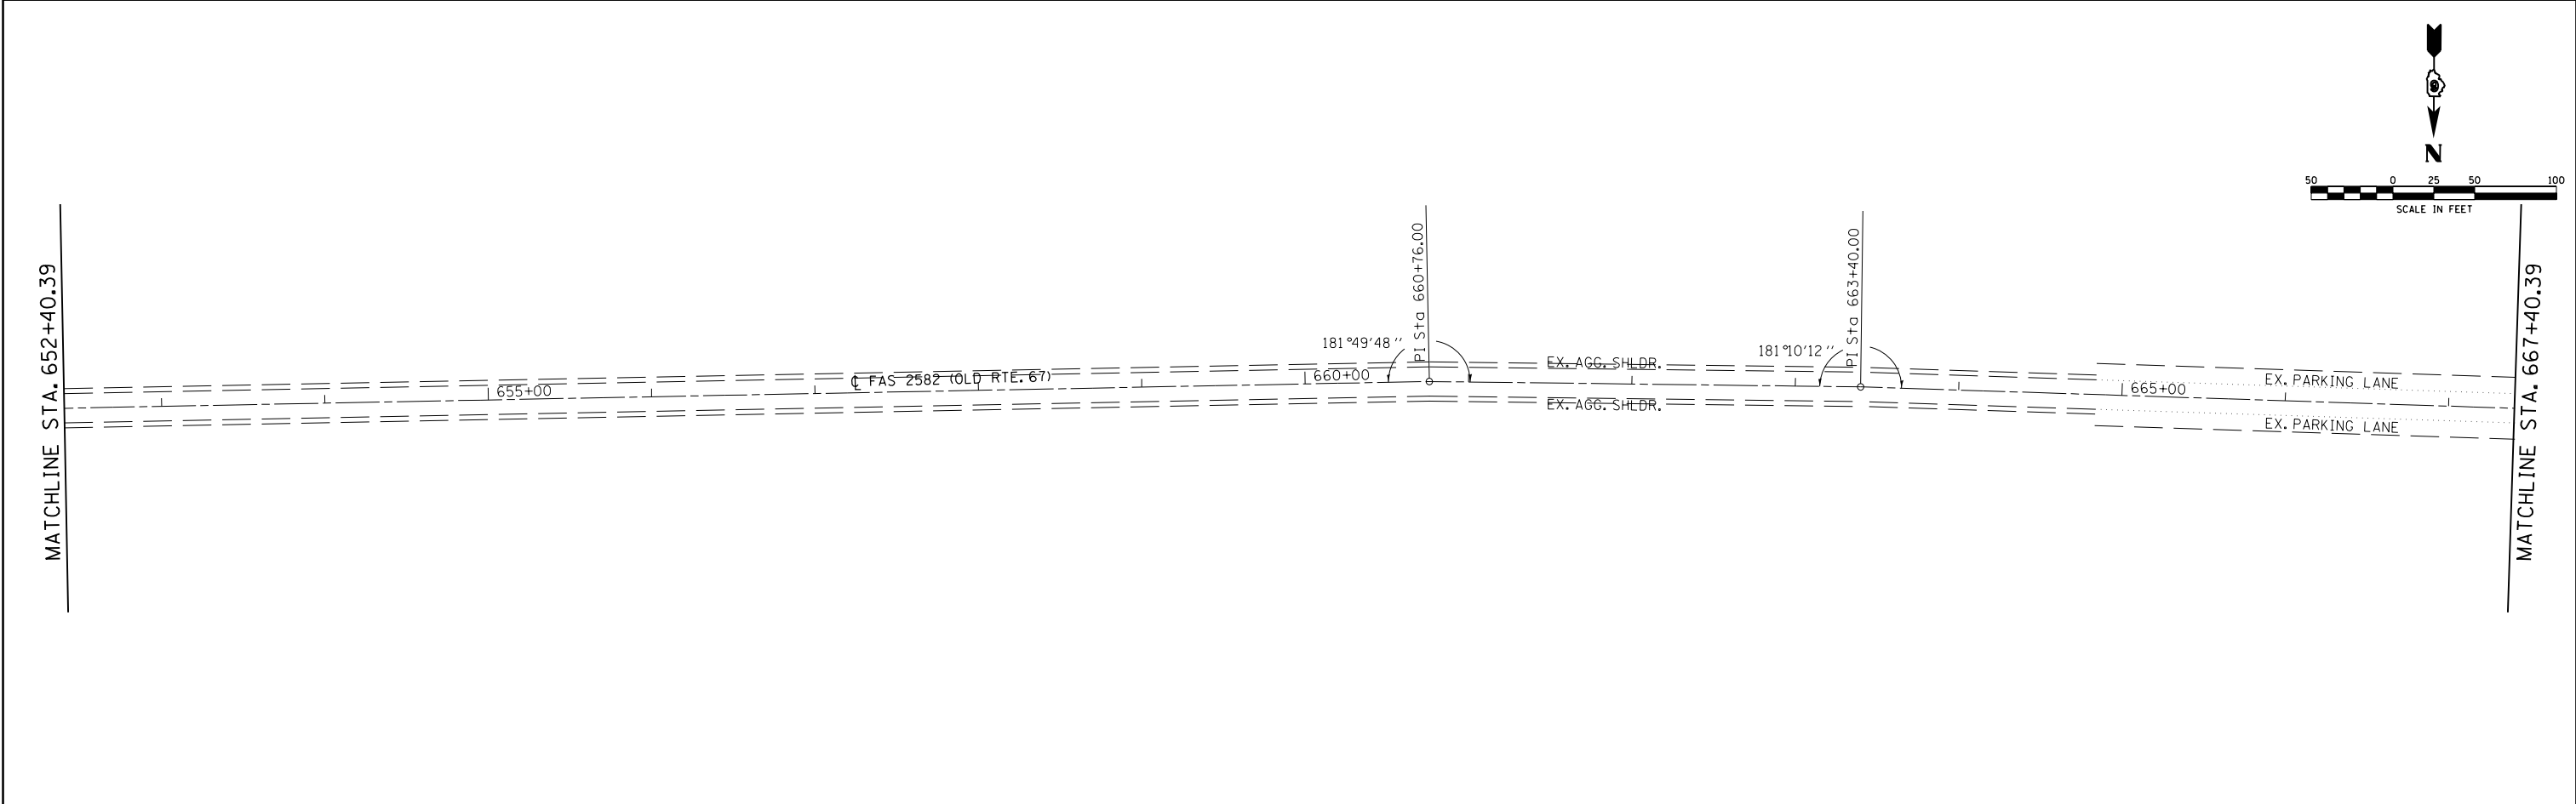 9
N
50 0 25 50 100
SCALE IN FEET
MATCHLINE STA. 652+40.39
655+00
℄ FAS 2582 (OLD RTE. 67)
660+00
181°49'48''
PI Sta 660+76.00
EX. AGG. SHLDR.
EX. AGG. SHLDR.
181°10'12''
PI Sta 663+40.00
665+00
EX. PARKING LANE
EX. PARKING LANE
MATCHLINE STA. 667+40.39